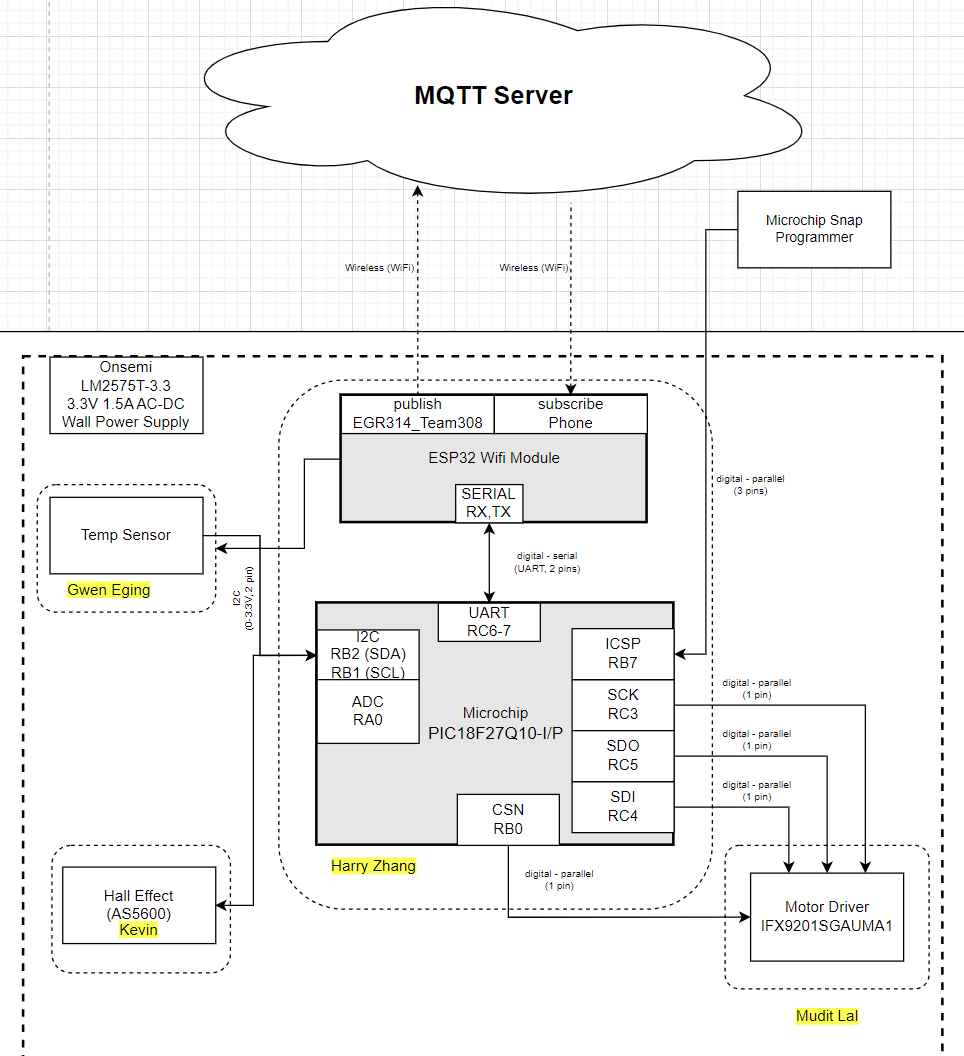 MQTT Server
Microchip Snap
Programmer
Wireless (WiFi)
Wireless (WiFi)
Onsemi
LM2575T-3.3
3.3V 1.5A AC-DC
Wall Power Supply
publish
EGR314_Team308
subscribe
Phone
ESP32 Wifi Module
SERIAL
RX,TX
digital - parallel
(3 pins)
Temp Sensor
Gwen Eging
digital - serial
(UART, 2 pins)
I2C
(0-3.3V, 2 pin)
UART
RC6-7
I2C
RB2 (SDA)
RB1 (SCL)
ADC
RA0
Microchip
PIC18F27Q10-I/P
ICSP
RB7
SCK
RC3
SDO
RC5
SDI
RC4
digital - parallel
(1 pin)
digital - parallel
(1 pin)
digital - parallel
(1 pin)
CSN
RB0
Harry Zhang
digital - parallel
(1 pin)
Hall Effect
(AS5600)
Kevin
Motor Driver
IFX9201SGAUMA1
Mudit Lal